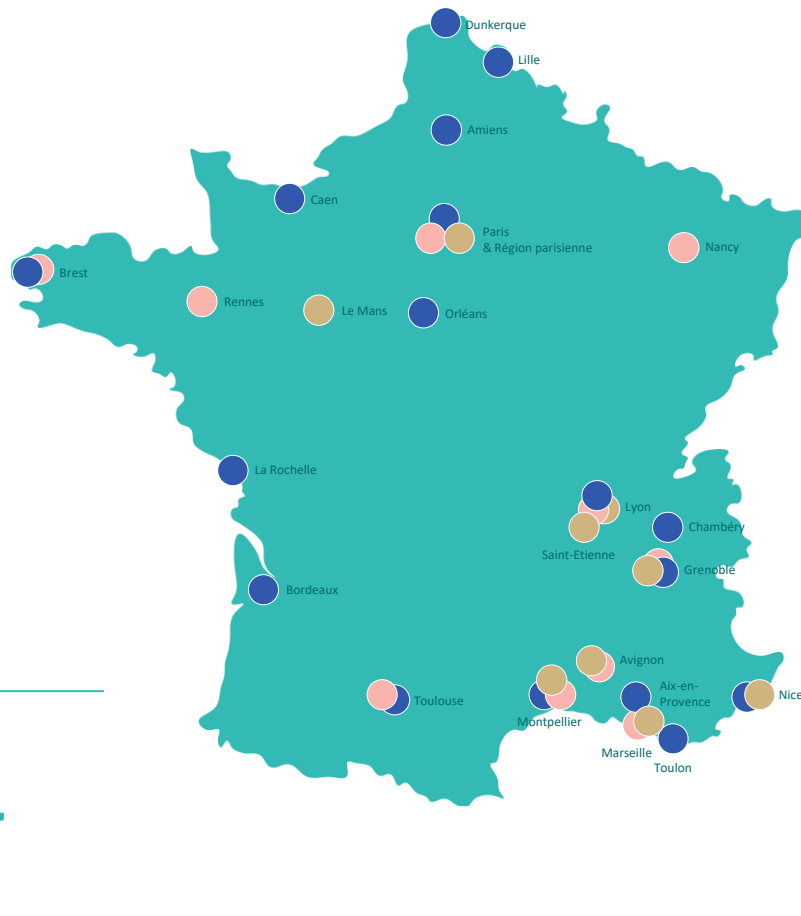 Dunkerque
Lille
Amiens
Caen
Paris
& Région parisienne
Nancy
Brest
Rennes
Le Mans
Orléans
La Rochelle
Lyon
Chambéry
Saint-Etienne
Grenoble
Bordeaux
Avignon
Aix-en-
Provence
Nice
Toulouse
Montpellier
Marseille
Toulon